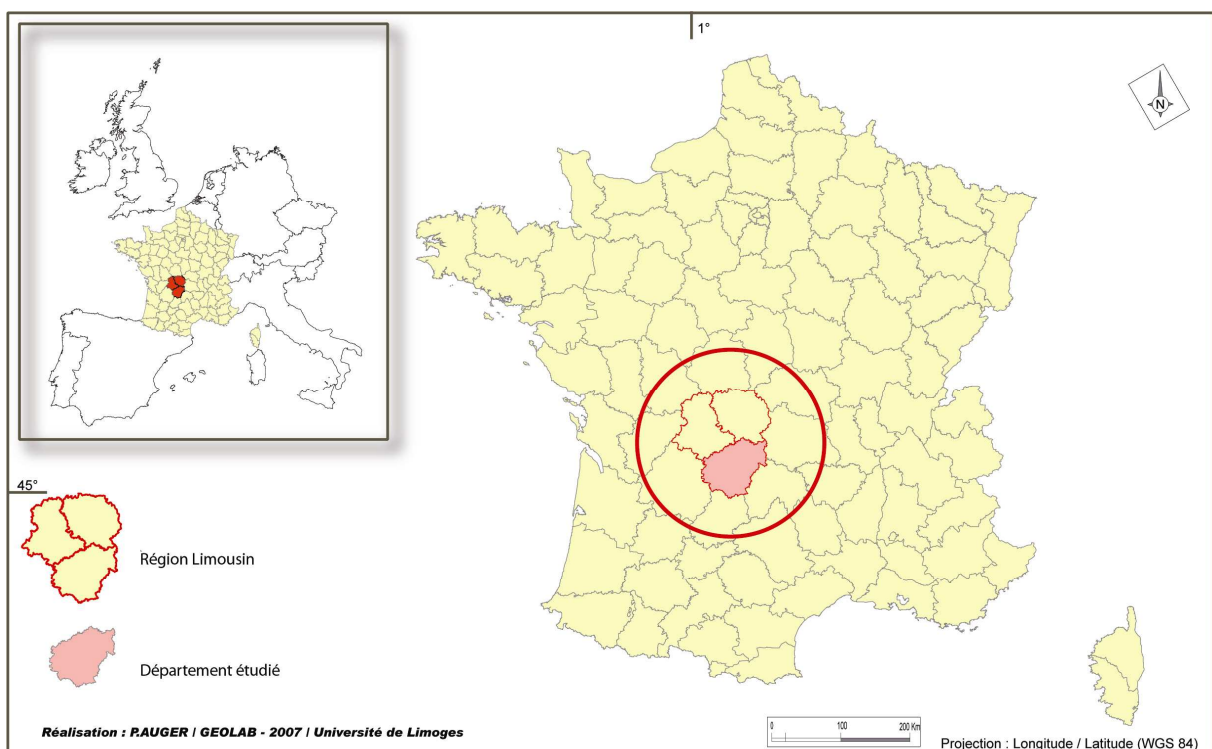 1°
N
45°
Région Limousin
Département étudié
Réalisation : P.AUGER / GEOLAB - 2007 / Université de Limoges
0 100 200 Km
Projection : Longitude / Latitude (WGS 84)